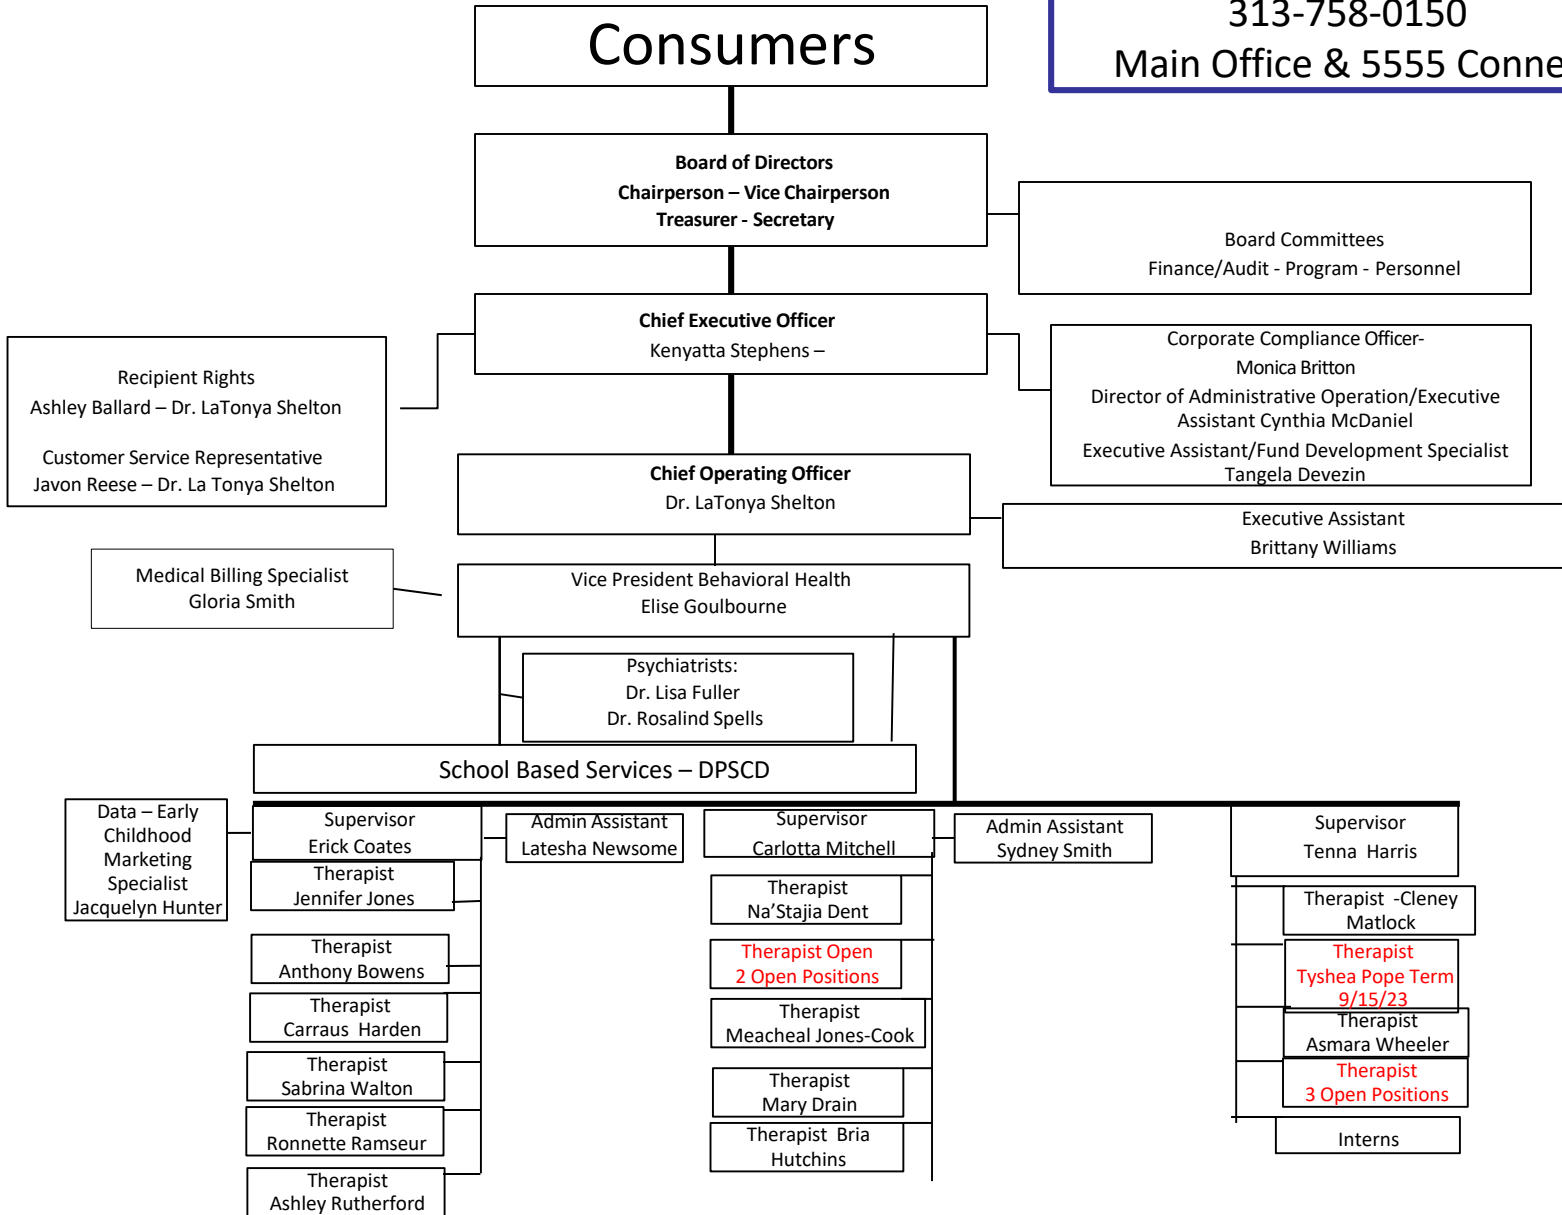 Consumers
313-758-0150
Main Office & 5555 Conne
Board of Directors
Chairperson – Vice Chairperson
Treasurer - Secretary
Board Committees
Finance/Audit - Program - Personnel
Chief Executive Officer
Kenyatta Stephens –
Recipient Rights
Ashley Ballard – Dr. LaTonya Shelton
Customer Service Representative
Javon Reese – Dr. La Tonya Shelton
Corporate Compliance Officer-
Monica Britton
Director of Administrative Operation/Executive
Assistant Cynthia McDaniel
Executive Assistant/Fund Development Specialist
Tangela Devezin
Chief Operating Officer
Dr. LaTonya Shelton
Executive Assistant
Brittany Williams
Medical Billing Specialist
Gloria Smith
Vice President Behavioral Health
Elise Goulbourne
Psychiatrists:
Dr. Lisa Fuller
Dr. Rosalind Spells
School Based Services – DPSCD
Data – Early
Childhood
Marketing
Specialist
Jacquelyn Hunter
Supervisor
Erick Coates
Admin Assistant
Latesha Newsome
Therapist
Jennifer Jones
Therapist
Anthony Bowens
Therapist
Carraus Harden
Therapist
Sabrina Walton
Therapist
Ronnette Ramseur
Therapist
Ashley Rutherford
Supervisor
Carlotta Mitchell
Admin Assistant
Sydney Smith
Therapist
Na'Stajia Dent
Therapist Open
2 Open Positions
Therapist
Meacheal Jones-Cook
Therapist
Mary Drain
Therapist Bria
Hutchins
Supervisor
Tenna Harris
Therapist -Cleney
Matlock
Therapist
Tyshea Pope Term
9/15/23
Therapist
Asmara Wheeler
Therapist
3 Open Positions
Interns